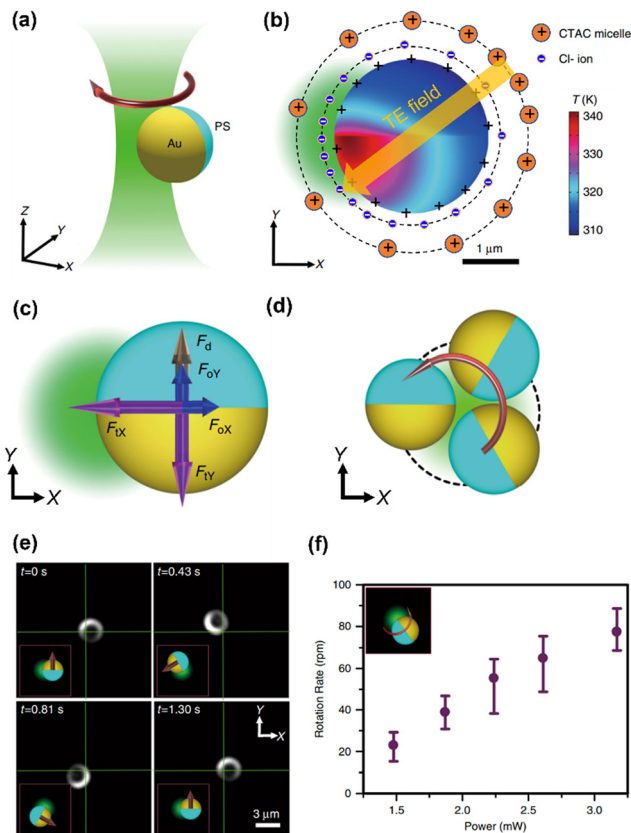 (a)
PS
Au
Z
Y
X
(b)
CTAC micelle
Cl- ion
TE field
T (K)
340
330
320
310
Y
X
1 μm
(c)
Fd
FoY
FtX
FoX
FtY
Y
X
(d)
Y
X
(e)
t=0 s
t=0.43 s
t=0.81 s
t=1.30 s
Y
X
3 μm
(f)
Rotation Rate (rpm)
100
80
60
40
20
0
1.5
2.0
2.5
3.0
Power (mW)